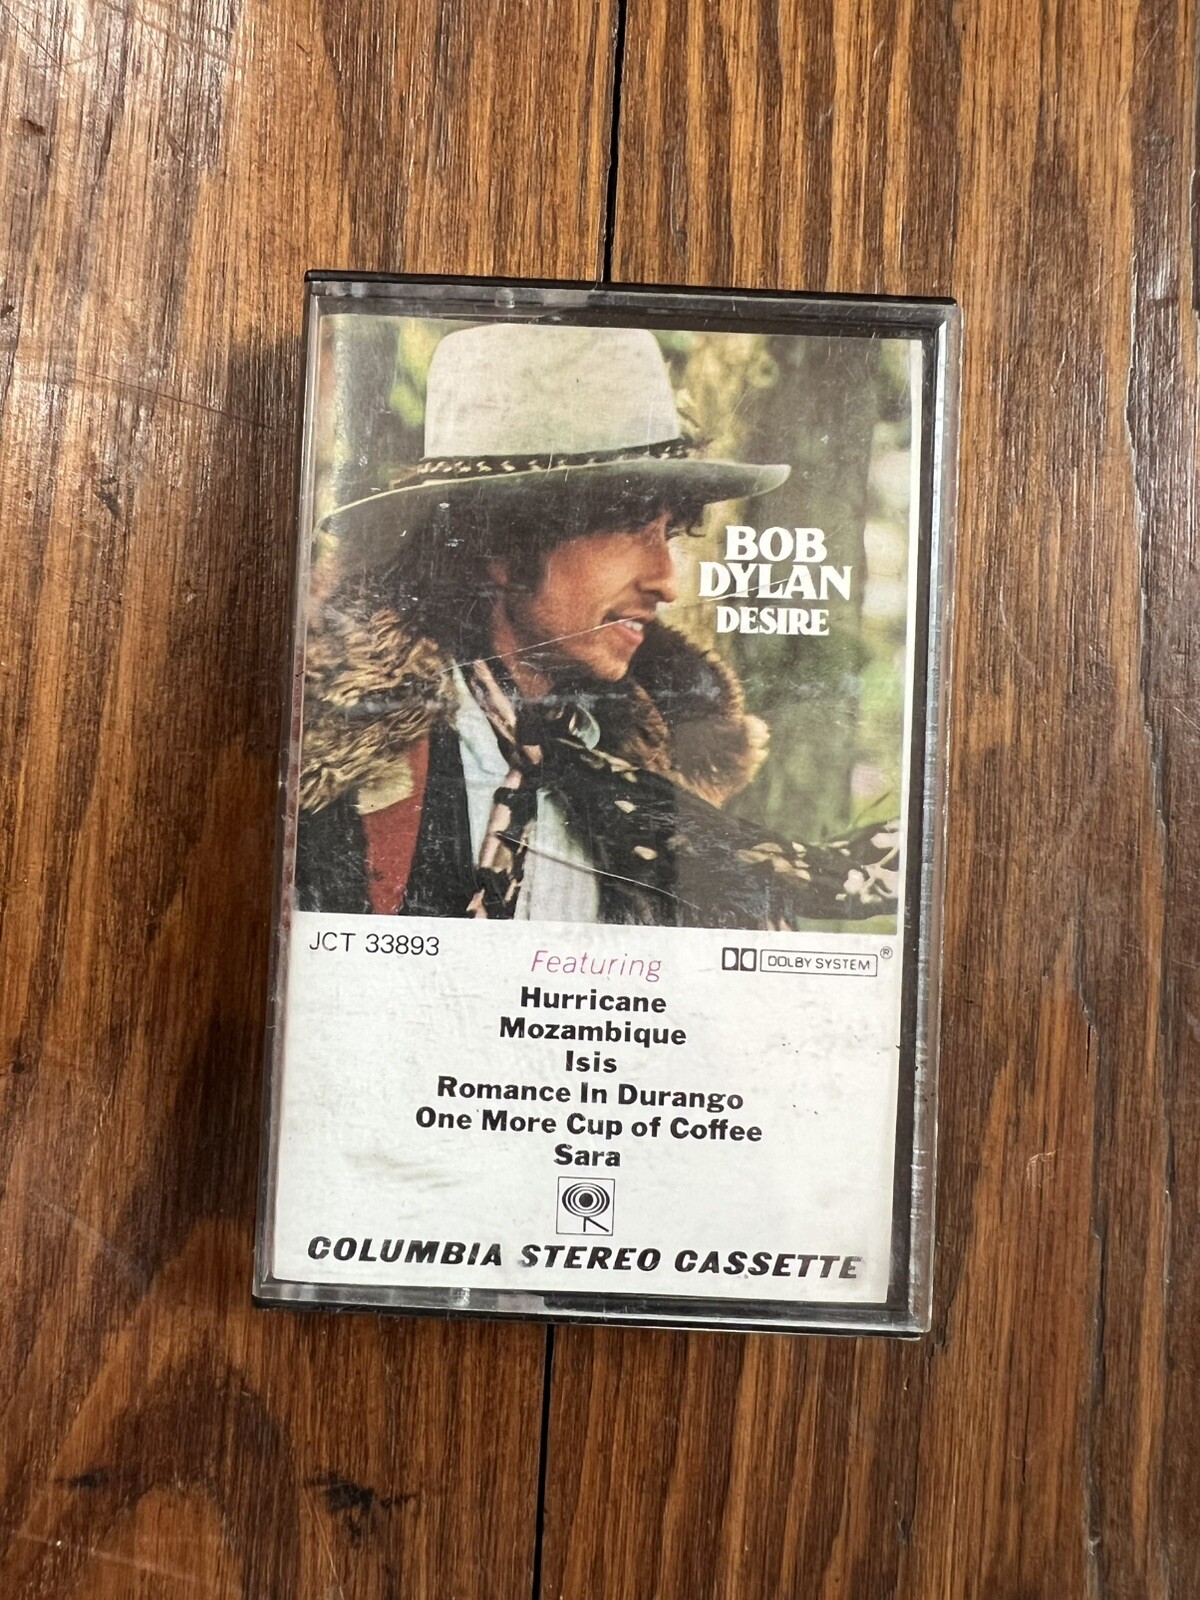 BOB
DYLAN
DESIRE
JCT 33893
Featuring
DOLBY SYSTEM®
Hurricane
Mozambique
Isis
Romance In Durango
One More Cup of Coffee
Sara
COLUMBIA STEREO CASSETTE